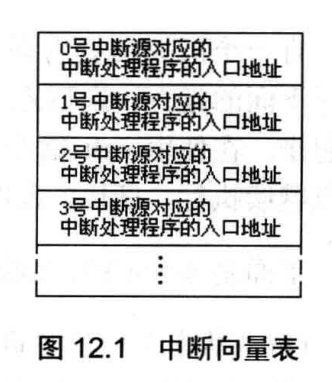 0号中断源对应的
中断处理程序的入口地址
1号中断源对应的
中断处理程序的入口地址
2号中断源对应的
中断处理程序的入口地址
3号中断源对应的
中断处理程序的入口地址
⋮
图 12.1 中断向量表